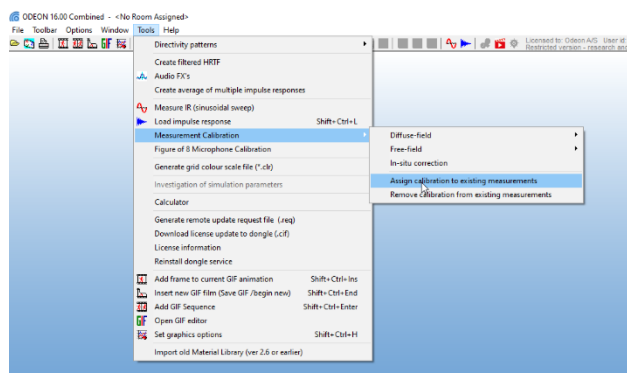 ODEON 16.00 Combined - <No Room Assigned>
File Toolbar Options Window Tools Help
Licensed to: Odeon A/S User id:
Restricted version - research and
Directivity patterns
Create filtered HRTF
Audio FX's
Create average of multiple impulse responses
Measure IR (sinusoidal sweep)
Load impulse response Shift+Ctrl+L
Measurement Calibration
Diffuse-field
Figure of 8 Microphone Calibration
Free-field
In-situ correction
Generate grid colour scale file (*.clr)
Assign calibration to existing measurements
Investigation of simulation parameters
Remove calibration from existing measurements
Calculator
Generate remote update request file (.req)
Download license update to dongle (.cif)
License information
Reinstall dongle service
Add frame to current GIF animation Shift+Ctrl+Ins
Insert new GIF film (Save GIF /begin new) Shift+Ctrl+End
Add GIF Sequence Shift+Ctrl+Enter
Open GIF editor
Set graphics options Shift+Ctrl+H
Import old Material Library (ver 2.6 or earlier)